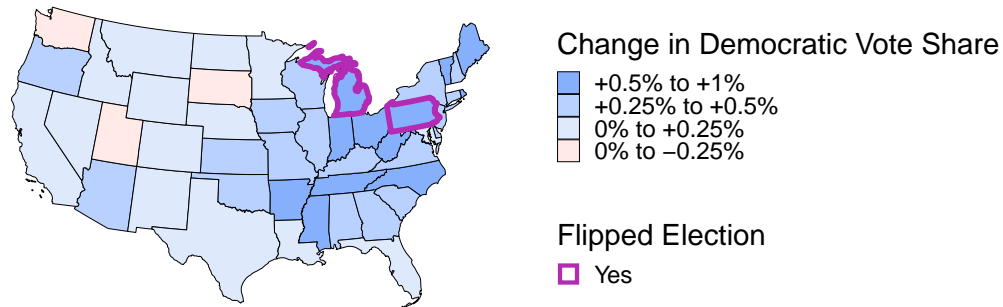 Change in Democratic Vote Share
+0.5% to +1%
+0.25% to +0.5%
0% to +0.25%
0% to −0.25%
Flipped Election
Yes